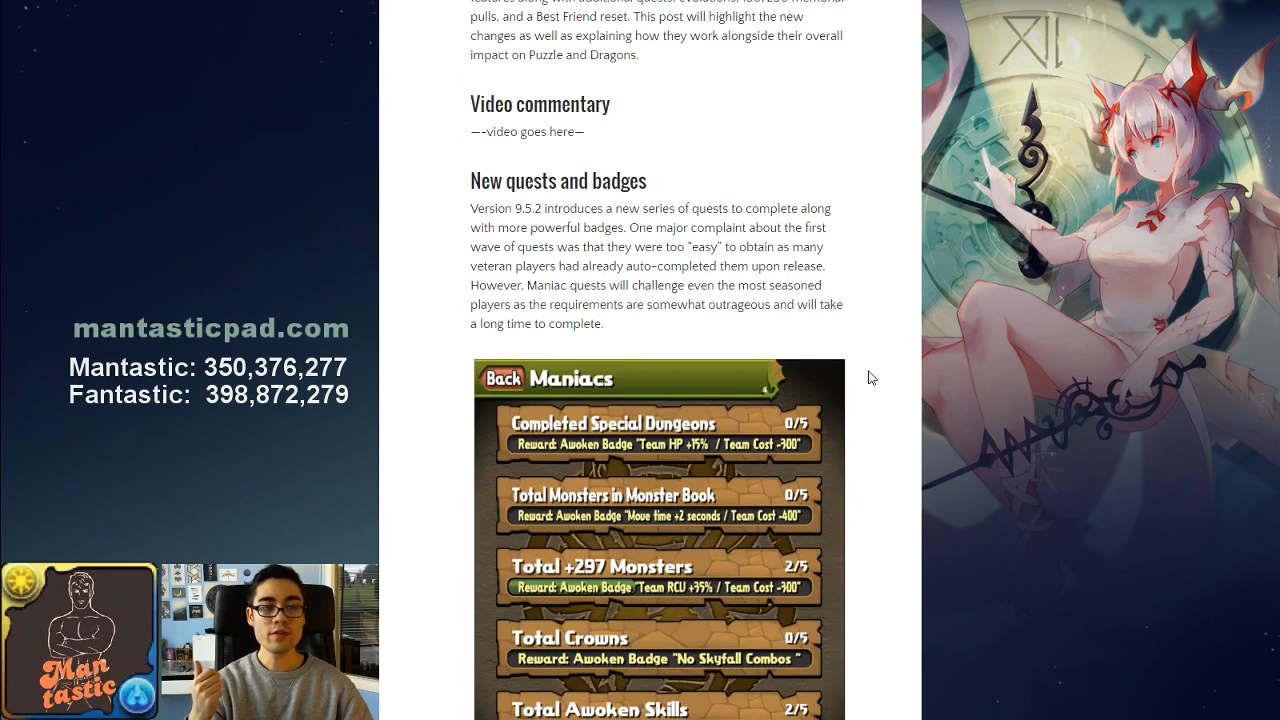 features along with additional quests, evolutions, 150/250 memorial
pulls, and a Best Friend reset. This post will highlight the new
changes as well as explaining how they work alongside their overall
impact on Puzzle and Dragons.
Video commentary
—-video goes here—
New quests and badges
Version 9.5.2 introduces a new series of quests to complete along
with more powerful badges. One major complaint about the first
wave of quests was that they were too “easy” to obtain as many
veteran players had already auto-completed them upon release.
However, Maniac quests will challenge even the most seasoned
players as the requirements are somewhat outrageous and will take
a long time to complete.
Back Maniacs
Completed Special Dungeons 0/5
Reward: Awoken Badge "Team HP +15% / Team Cost -300"
Total Monsters in Monster Book 0/5
Reward: Awoken Badge "Move time +2 seconds / Team Cost -400"
Total +297 Monsters 2/5
Reward: Awoken Badge "Team RCU +35% / Team Cost -300"
Total Crowns 0/5
Reward: Awoken Badge "No Skyfall Combos "
Total Awoken Skills 2/5
mantasticpad.com
Mantastic: 350,376,277
Fantastic: 398,872,279
Man
tastic
XII